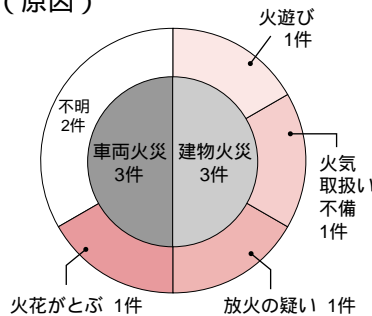 （原因）
火遊び
1件
不明
2件
車両火災
3件
建物火災
3件
火気
取扱い
不備
1件
火花がとぶ 1件
放火の疑い 1件